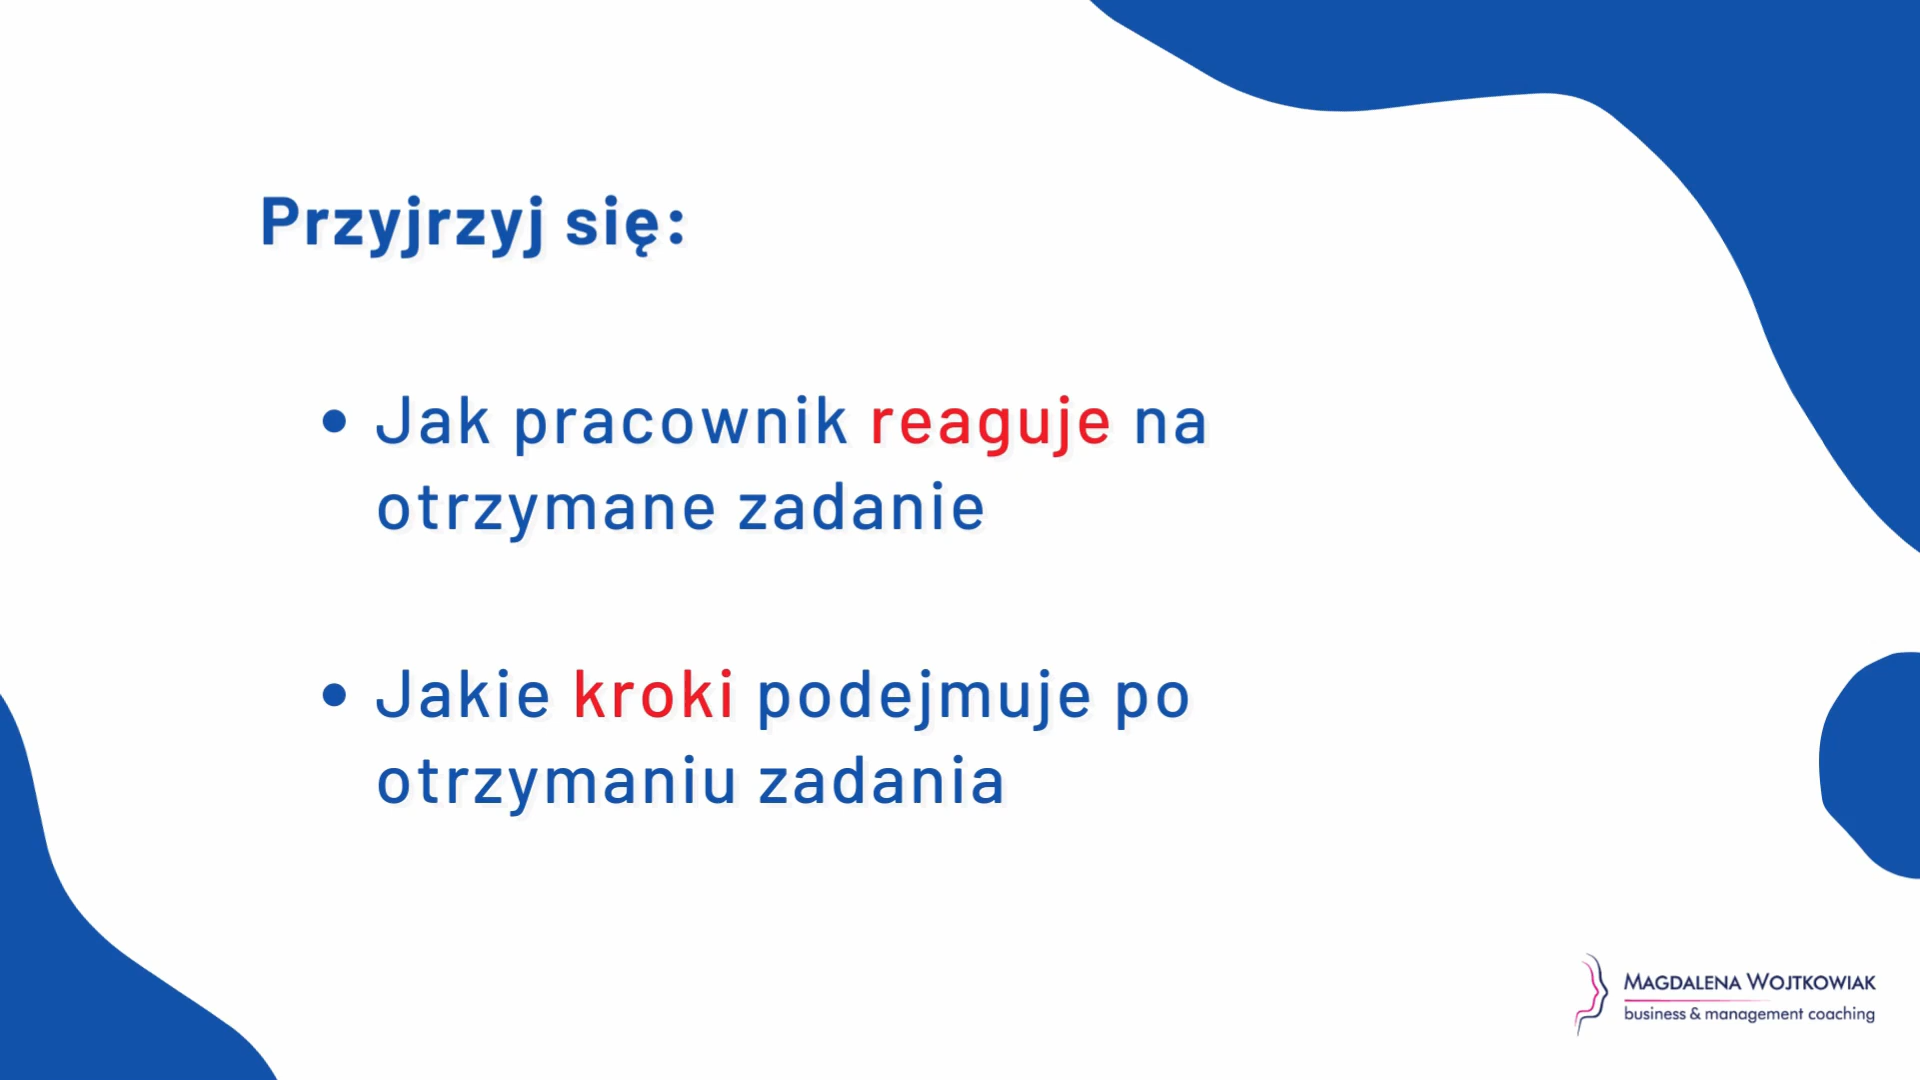 Przyjrzyj się:
• Jak pracownik reaguje na
otrzymane zadanie
• Jakie kroki podejmuje po
otrzymaniu zadania
MAGDALENA WOJTKOWIAK
business & management coaching